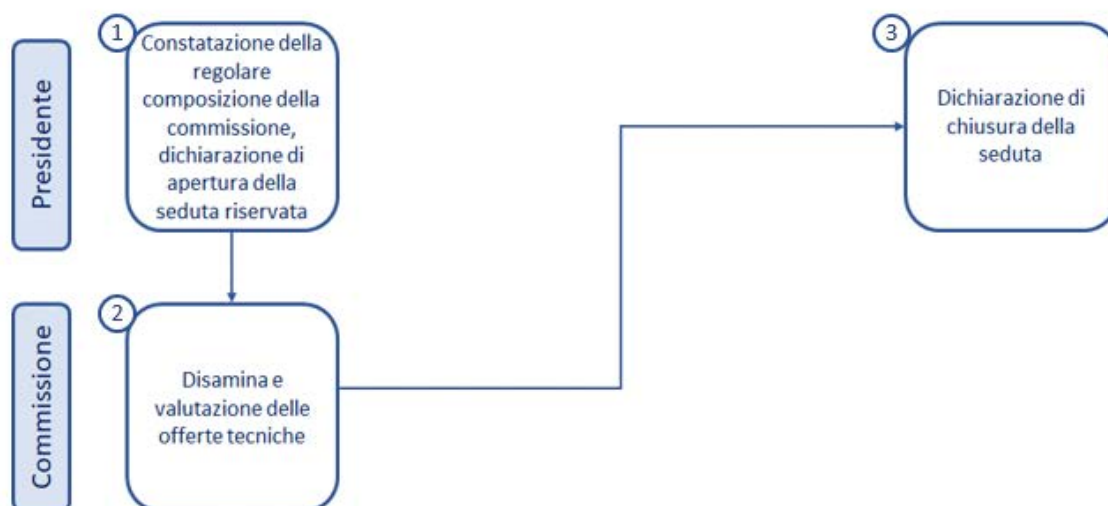 Presidente
1
Constatazione della
regolare
composizione della
commissione,
dichiarazione di
apertura della
seduta riservata
3
Dichiarazione di
chiusura della
seduta
Commissione
2
Disamina e
valutazione delle
offerte tecniche